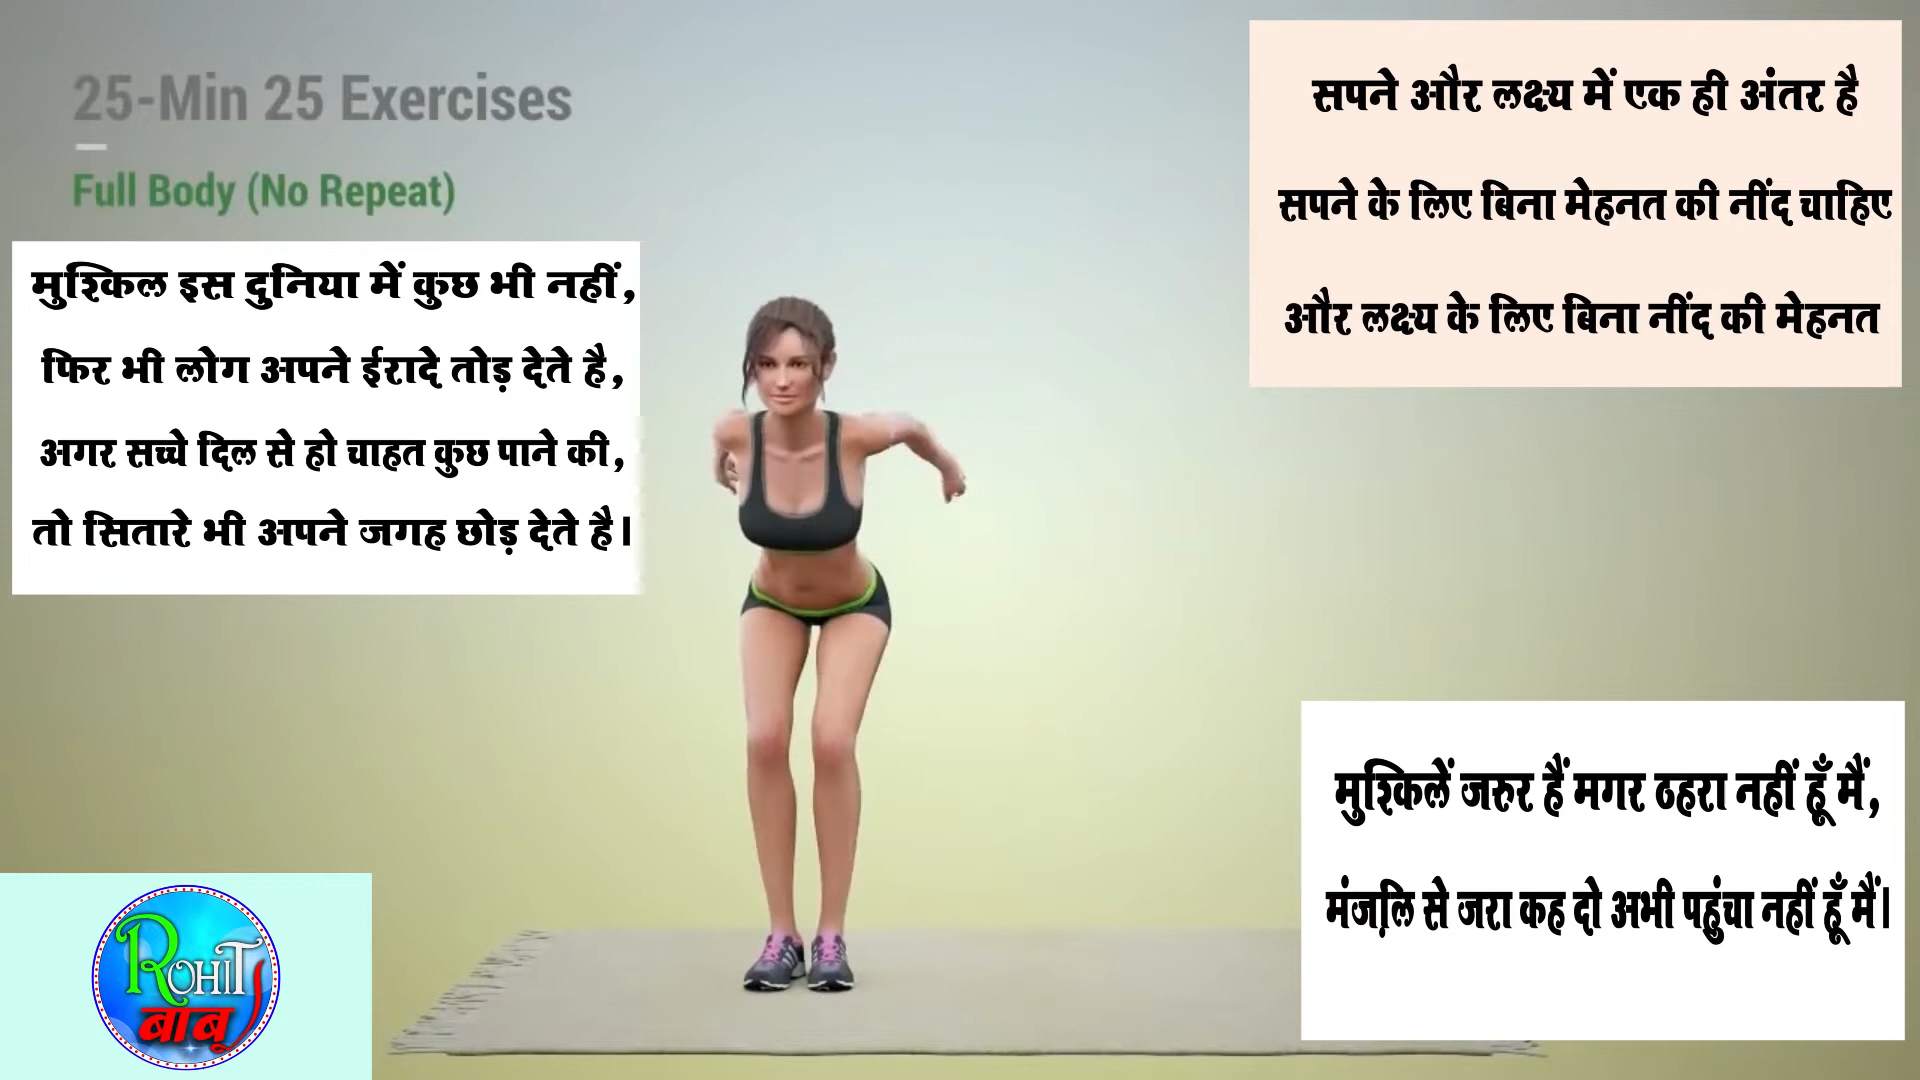 25-Min 25 Exercises
Full Body (No Repeat)
मुश्किल इस दुनिया में कुछ भी नहीं,
फिर भी लोग अपने ईरादे तोड़ देते है,
अगर सच्चे दिल से हो चाहत कुछ पाने की,
तो सितारे भी अपने जगह छोड़ देते है।
सपने और लक्ष्य में एक ही अंतर है
सपने के लिए बिना मेहनत की नींद चाहिए
और लक्ष्य के लिए बिना नींद की मेहनत
मुश्किलें जरुर हैं मगर ठहरा नहीं हूँ मैं,
मंज़िल से जरा कह दो अभी पहुंचा नहीं हूँ मैं।
ROHIT
बाबू